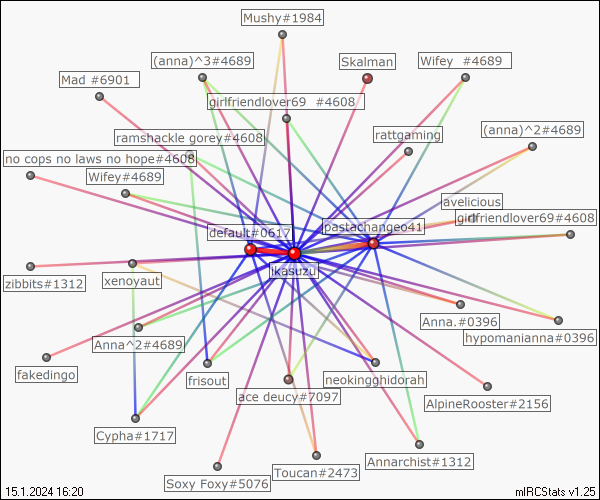 Mushy#1984
(anna)^3#4689
Skalman
Wifey  #4689
Mad #6901
girlfriendlover69  #4608
ramshackle gorey#4608
rattgaming
(anna)^2#4689
no cops no laws no hope#4608
Wifey#4689
avelicious
girlfriendlover69#4608
default#0617
pastachangeo41
ikasuzu
zibbits#1312
xenoyaut
Anna.#0396
hypomanianna#0396
Anna^2#4689
fakedingo
frisout
neokingghidorah
ace deucy#7097
AlpineRooster#2156
Cypha#1717
Annarchist#1312
Toucan#2473
Soxy Foxy#5076
15.1.2024 16:20
mIRCStats v1.25